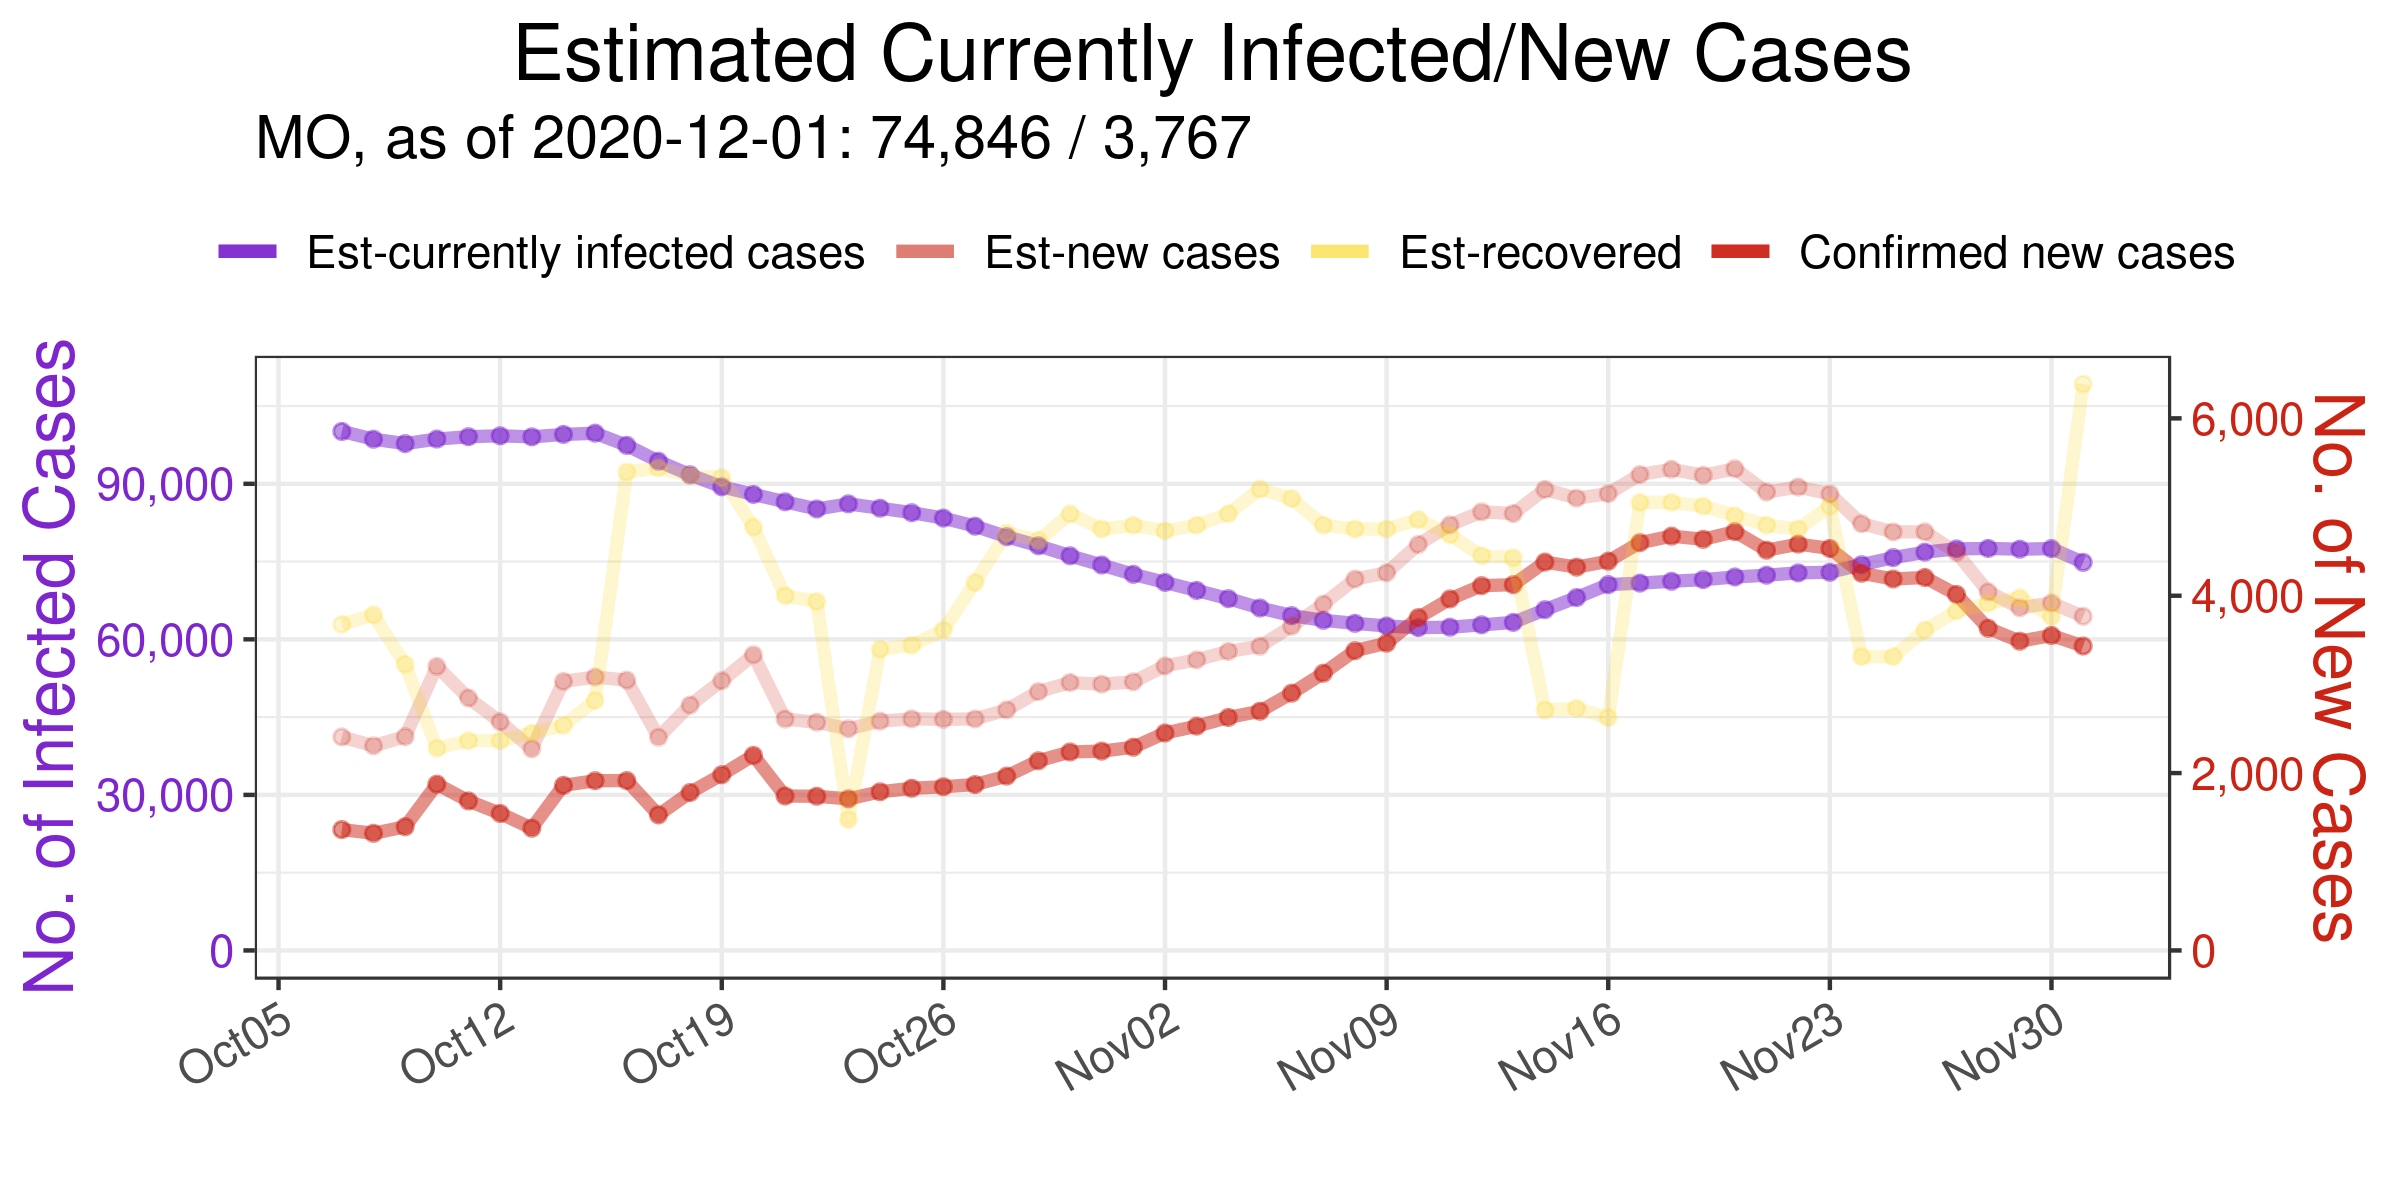 Estimated Currently Infected/New Cases
MO, as of 2020-12-01: 74,846 / 3,767
Est-currently infected cases Est-new cases Est-recovered Confirmed new cases
No. of Infected Cases
90,000
60,000
30,000
0
6,000
4,000
2,000
0
No. of New Cases
Oct05 Oct12 Oct19 Oct26 Nov02 Nov09 Nov16 Nov23 Nov30